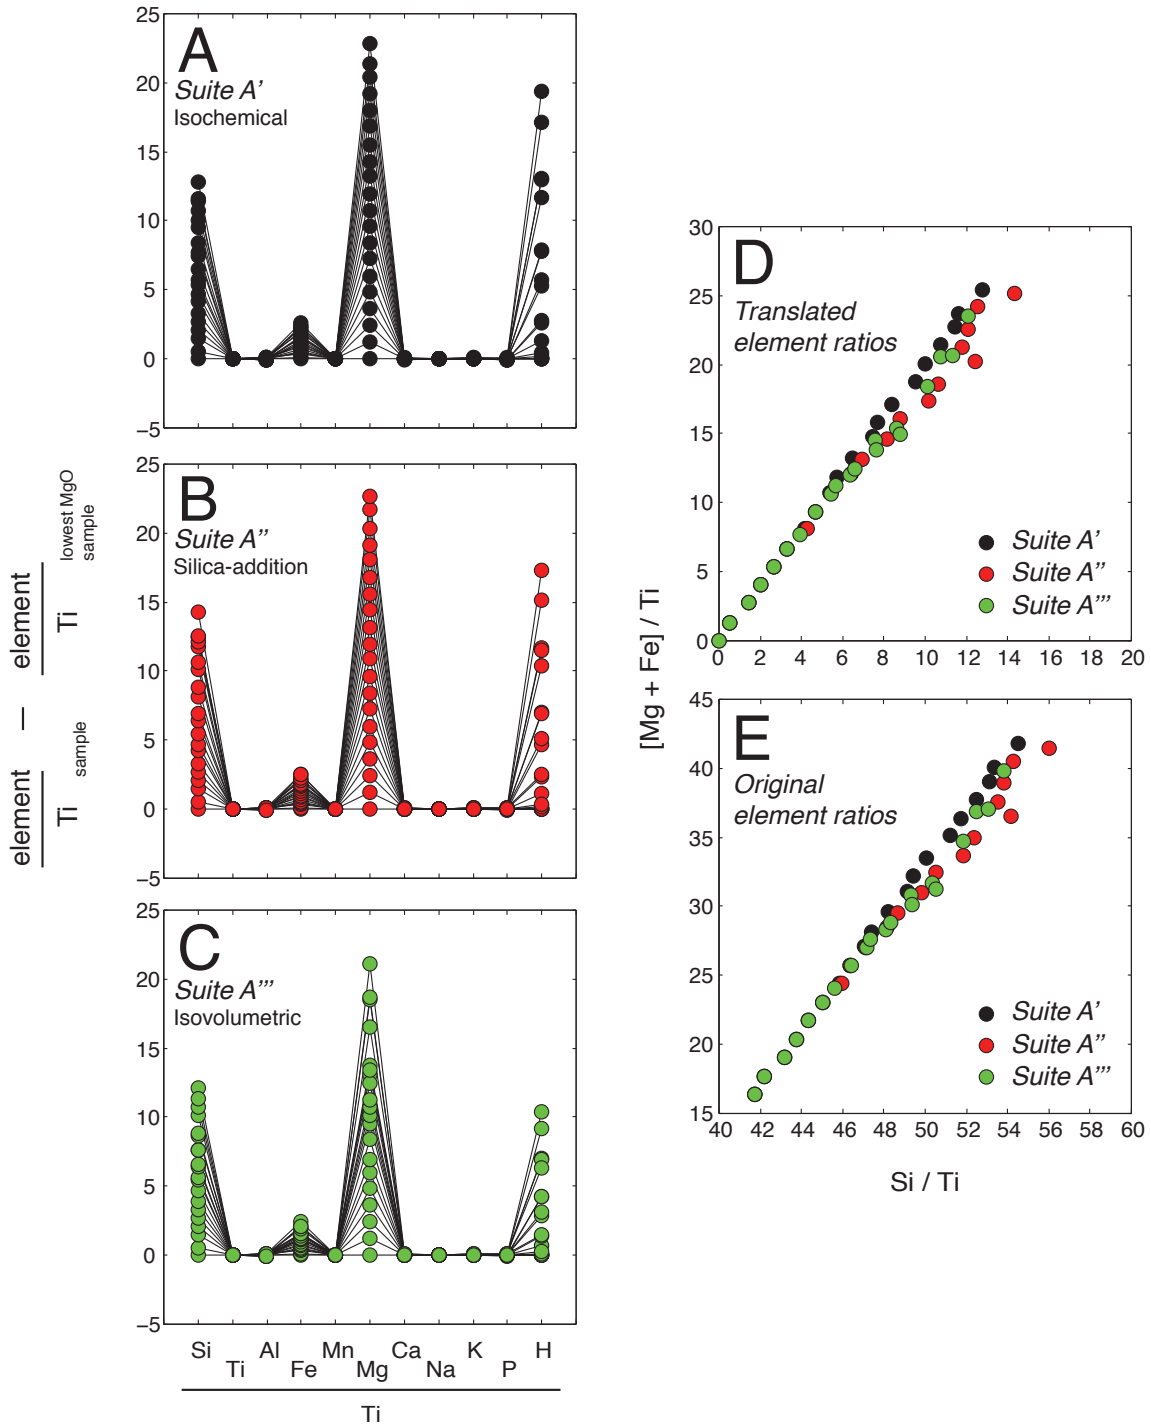 25
20
15
10
5
0
−5
A
Suite A'
Isochemical
25
20
15
10
5
0
−5
B
Suite A''
Silica-addition
25
20
15
10
5
0
−5
C
Suite A'''
Isovolumetric
Si Ti Al Fe Mn Mg Ca Na K P H
Ti
element
Ti
sample
—
element
Ti
lowest MgO
sample
30
25
20
15
10
5
0
D
Translated
element ratios
Suite A'
Suite A''
Suite A'''
0 2 4 6 8 10 12 14 16 18 20
45
40
35
30
25
20
15
E
Original
element ratios
Suite A'
Suite A''
Suite A'''
40 42 44 46 48 50 52 54 56 58 60
[Mg + Fe] / Ti
Si / Ti